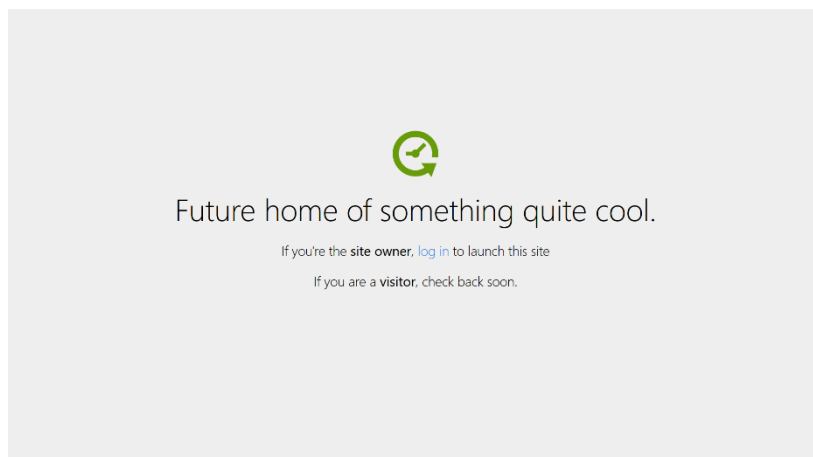 Future home of something quite cool.
If you're the site owner, log in to launch this site
If you are a visitor, check back soon.